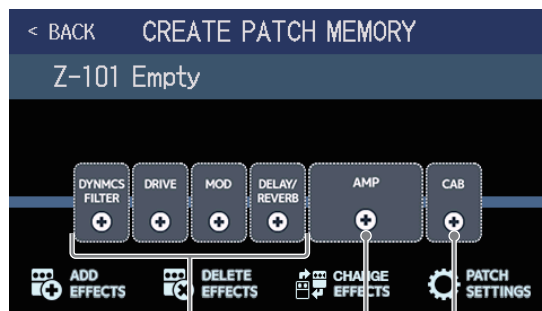 < BACK CREATE PATCH MEMORY
Z-101 Empty
DYNMCS FILTER
DRIVE
MOD
DELAY/ REVERB
AMP
CAB
ADD EFFECTS
DELETE EFFECTS
CHANGE EFFECTS
PATCH SETTINGS